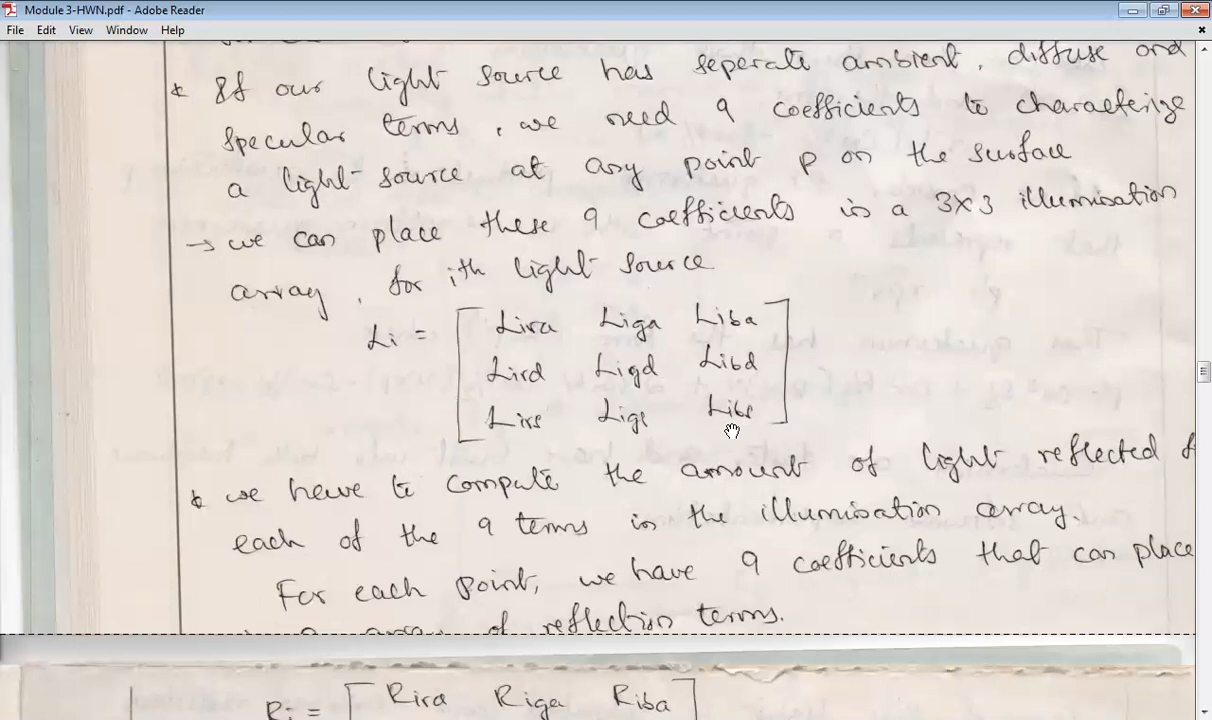 Module 3-HWN.pdf - Adobe Reader
File Edit View Window Help
* If our light source has seperate ambient, diffuse and
specular terms, we need 9 coefficients to characterize
a light source at any point p on the surface
→ we can place these 9 coefficients in a 3x3 illumination
array, for ith light source
Li = [ Lira Liga Liba
Lird Ligd Libd
Lirs Ligs Libs ]
* we have to compute the amount of light reflected
each of the 9 terms in the illumination array.
For each point, we have 9 coefficients that can place
array of reflection terms.
Ri = [ Rira Riga Riba ]